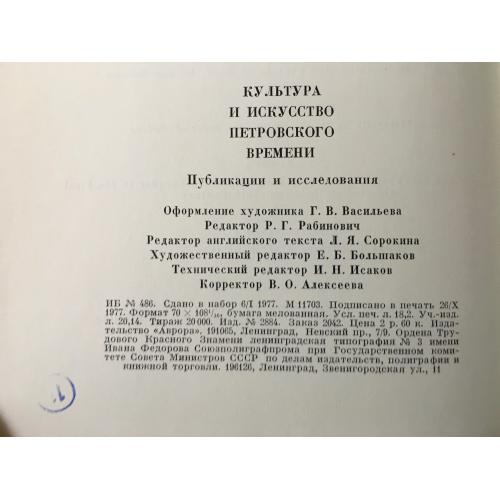 КУЛЬТУРА
И ИСКУССТВО
ПЕТРОВСКОГО
ВРЕМЕНИ
Публикации и исследования
Оформление художника Г. В. Васильева
Редактор Р. Г. Рабинович
Редактор английского текста Л. Я. Сорокина
Художественный редактор Е. Б. Большаков
Технический редактор И. Н. Исаков
Корректор В. О. Алексеева
ИБ № 486. Сдано в набор 6/I 1977. М 11703. Подписано в печать 26/X
1977. Формат 70 × 108¹/₁₆, бумага мелованная. Усл. печ. л. 18,2. Уч.-изд.
л. 20,14. Тираж 20 000. Изд. № 2884. Заказ 2042. Цена 2 р. 60 к. Изда-
тельство «Аврора». 191065, Ленинград, Невский пр., 7/9. Ордена Тру-
дового Красного Знамени ленинградская типография № 3 имени
Ивана Федорова Союзполиграфпрома при Государственном коми-
тете Совета Министров СССР по делам издательств, полиграфии и
книжной торговли. 196126, Ленинград, Звенигородская ул., 11